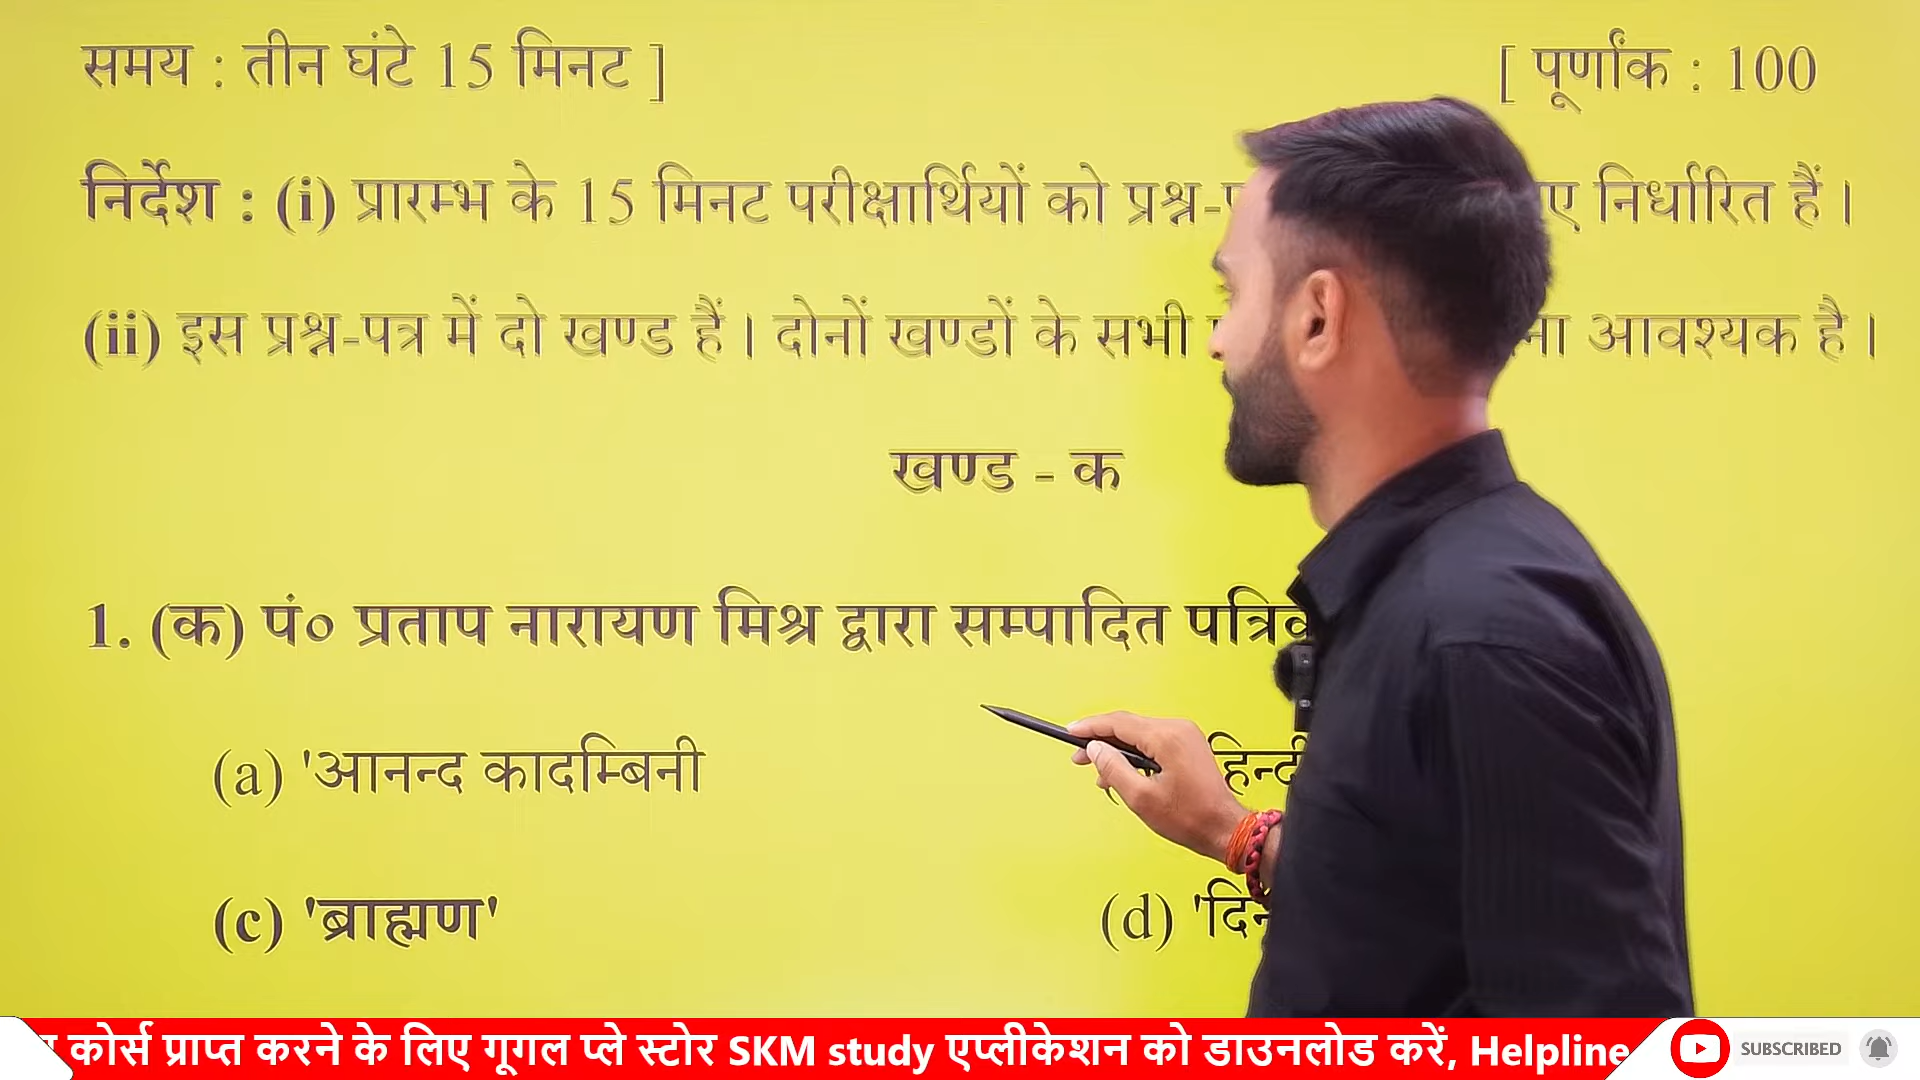 समय : तीन घंटे 15 मिनट ] [ पूर्णांक : 100
निर्देश : (i) प्रारम्भ के 15 मिनट परीक्षार्थियों को प्रश्न- निर्धारित हैं ।
(ii) इस प्रश्न-पत्र में दो खण्ड हैं । दोनों खण्डों के सभी आवश्यक है ।
खण्ड - क
1. (क) पं० प्रताप नारायण मिश्र द्वारा सम्पादित
(a) 'आनन्द कादम्बिनी
(c) 'ब्राह्मण' (d)
कोर्स प्राप्त करने के लिए गूगल प्ले स्टोर SKM study एप्लीकेशन को डाउनलोड करें, Helpline
SUBSCRIBED